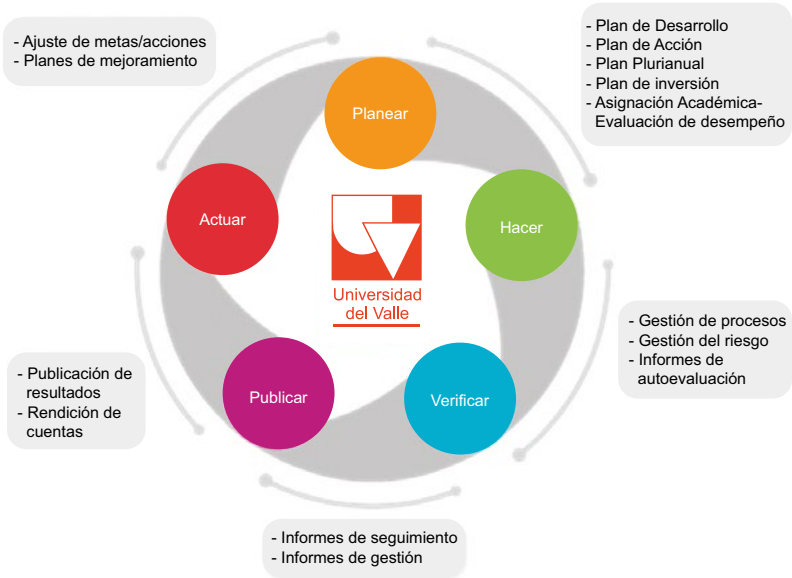 - Ajuste de metas/acciones
- Planes de mejoramiento
- Plan de Desarrollo
- Plan de Acción
- Plan Plurianual
- Plan de inversión
- Asignación Académica-
Evaluación de desempeño
Planear
Actuar
Hacer
Universidad
del Valle
- Gestión de procesos
- Gestión del riesgo
- Informes de
autoevaluación
- Publicación de
resultados
- Rendición de
cuentas
Publicar
Verificar
- Informes de seguimiento
- Informes de gestión